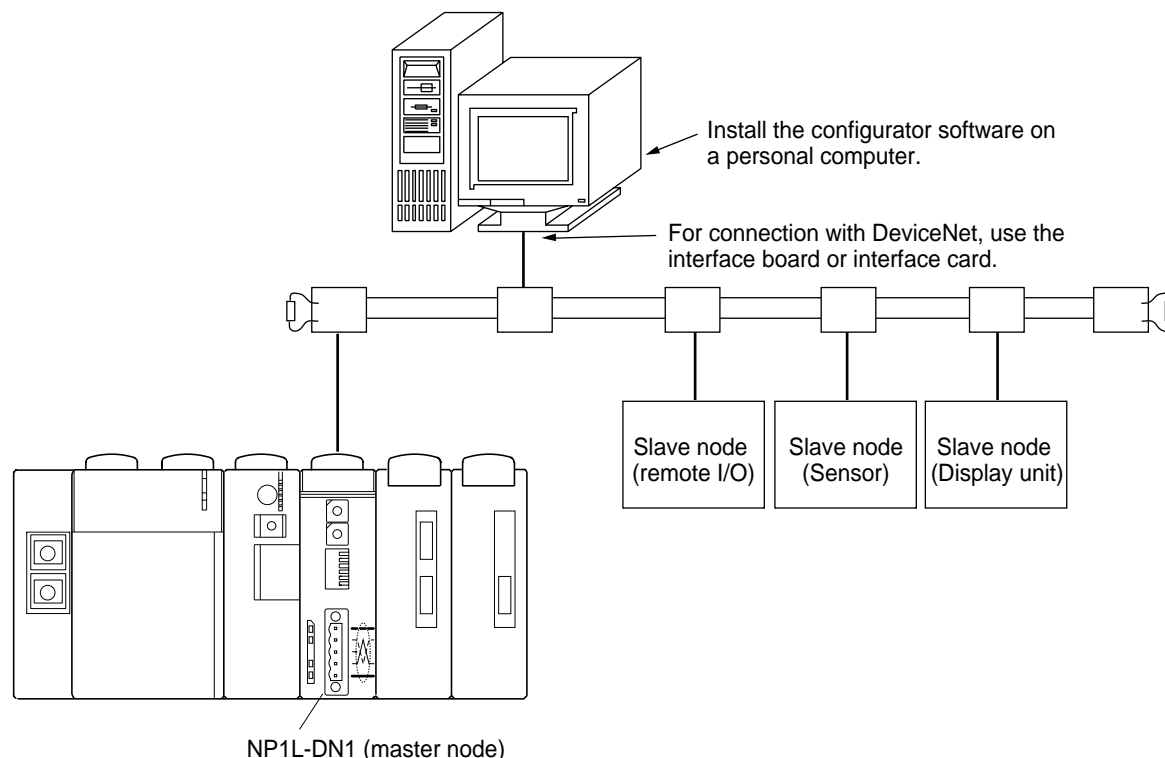 Install the configurator software on
a personal computer.
For connection with DeviceNet, use the
interface board or interface card.
Slave node
(remote I/O)
Slave node
(Sensor)
Slave node
(Display unit)
NP1L-DN1 (master node)